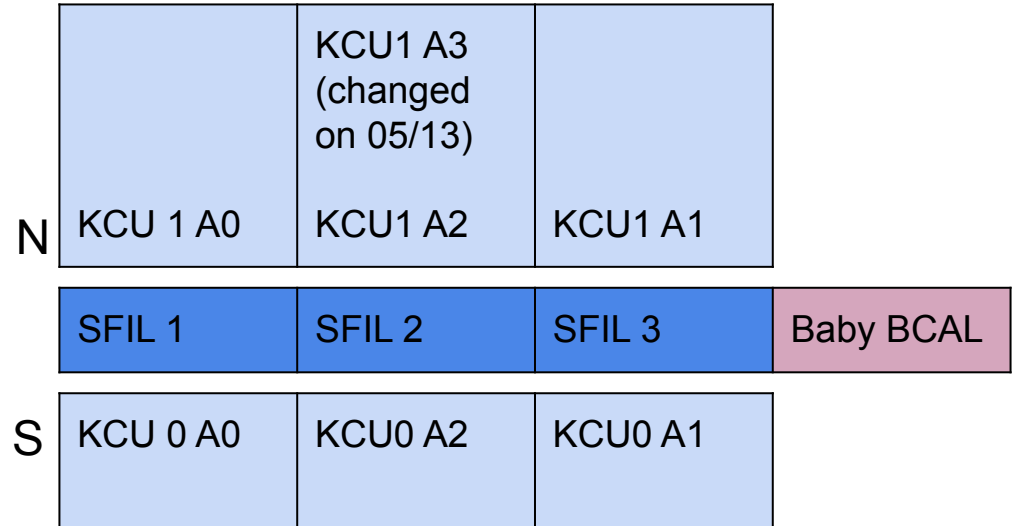 KCU1 A3
(changed
on 05/13)
N
KCU 1 A0
KCU1 A2
KCU1 A1
SFIL 1
SFIL 2
SFIL 3
Baby BCAL
S
KCU 0 A0
KCU0 A2
KCU0 A1